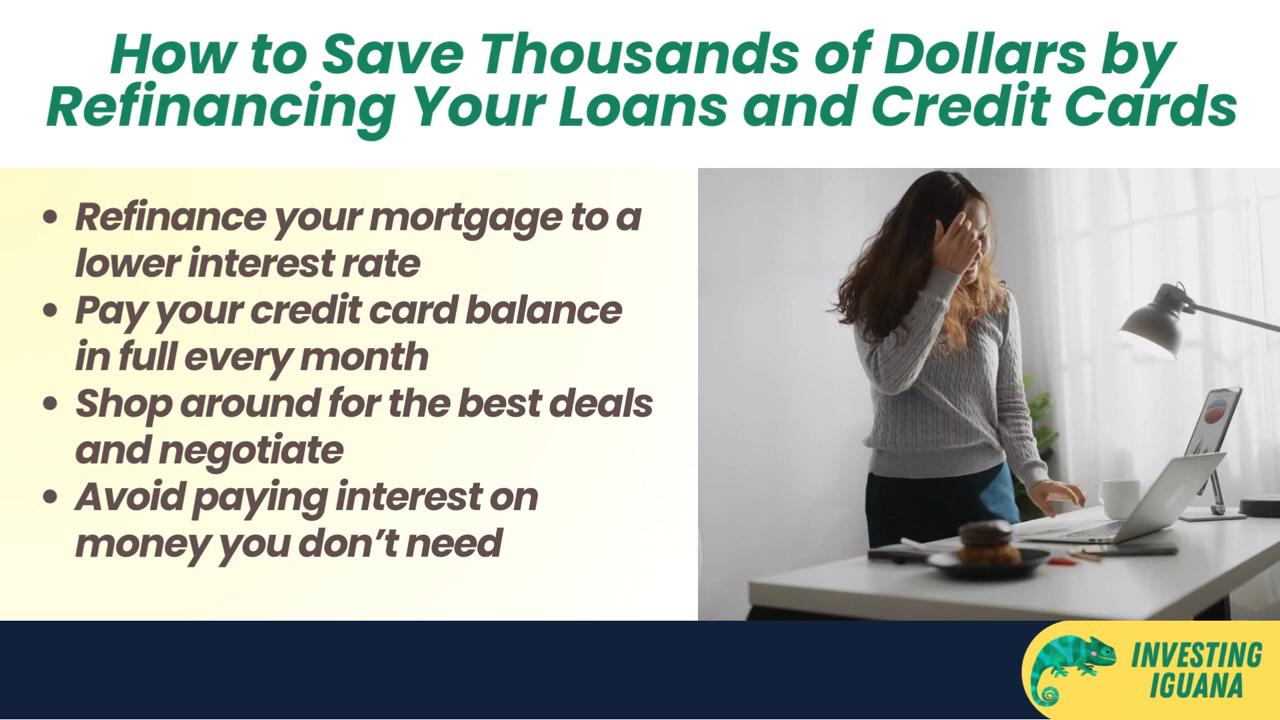 How to Save Thousands of Dollars by
Refinancing Your Loans and Credit Cards
• Refinance your mortgage to a
lower interest rate
• Pay your credit card balance
in full every month
• Shop around for the best deals
and negotiate
• Avoid paying interest on
money you don’t need
INVESTING
IGUANA